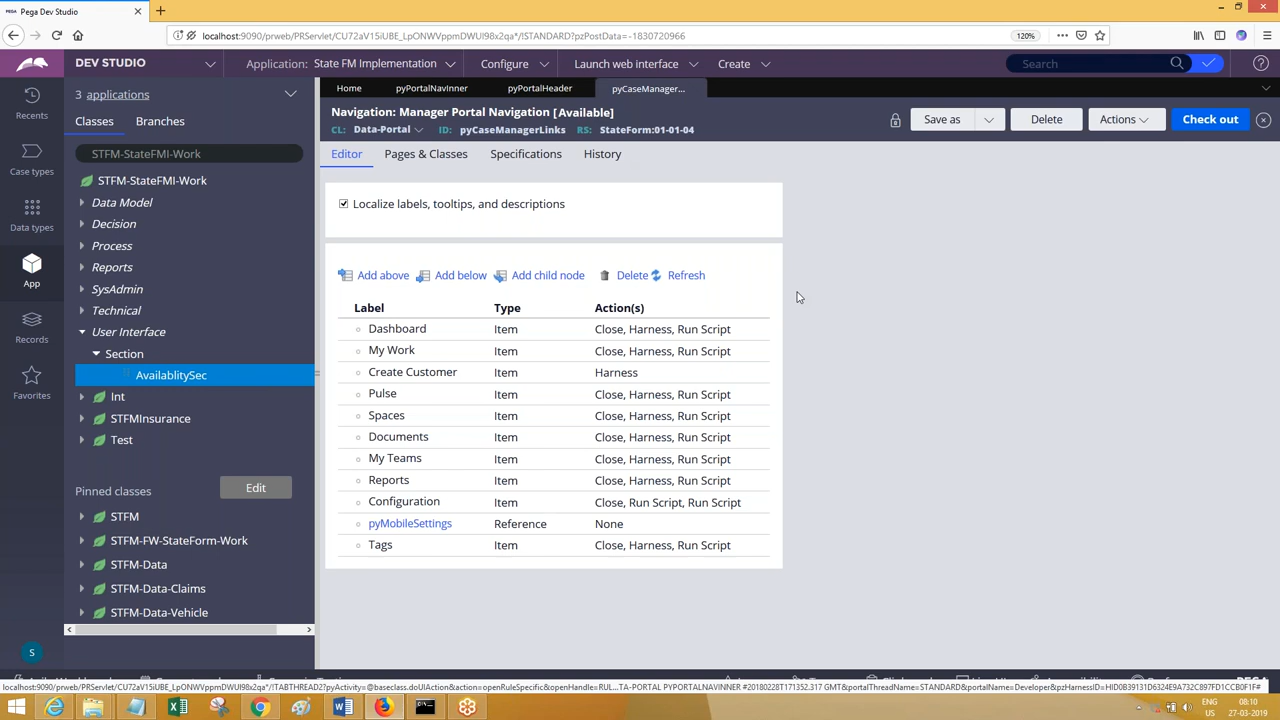 Pega Dev Studio
localhost:9090/prweb/PRServlet/CU72aV15iUBE_LpONWVppmDWUI98x2qa*/!STANDARD?pzPostData=-1830720966
120%
DEV STUDIO
Application: State FM Implementation
Configure
Launch web interface
Create
Search
Recents
Case types
Data types
App
Records
Favorites
S
3 applications
Classes
Branches
STFM-StateFMI-Work
STFM-StateFMI-Work
Data Model
Decision
Process
Reports
SysAdmin
Technical
User Interface
Section
AvailablitySec
Int
STFMInsurance
Test
Pinned classes
Edit
STFM
STFM-FW-StateForm-Work
STFM-Data
STFM-Data-Claims
STFM-Data-Vehicle
Home
pyPortalNavInner
pyPortalHeader
pyCaseManager...
Navigation: Manager Portal Navigation [Available]
CL: Data-Portal ID: pyCaseManagerLinks RS: StateForm:01-01-04
Save as
Delete
Actions
Check out
Editor
Pages & Classes
Specifications
History
Localize labels, tooltips, and descriptions
Add above
Add below
Add child node
Delete
Refresh
Label Type Action(s)
Dashboard Item Close, Harness, Run Script
My Work Item Close, Harness, Run Script
Create Customer Item Harness
Pulse Item Close, Harness, Run Script
Spaces Item Close, Harness, Run Script
Documents Item Close, Harness, Run Script
My Teams Item Close, Harness, Run Script
Reports Item Close, Harness, Run Script
Configuration Item Close, Run Script, Run Script
pyMobileSettings Reference None
Tags Item Close, Harness, Run Script
08:10
US
27-03-2019